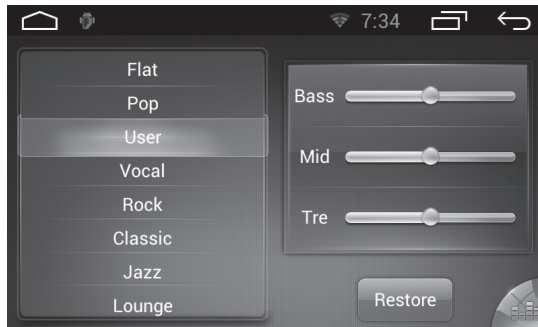 7:34
Flat
Pop
User
Vocal
Rock
Classic
Jazz
Lounge
Bass
Mid
Tre
Restore